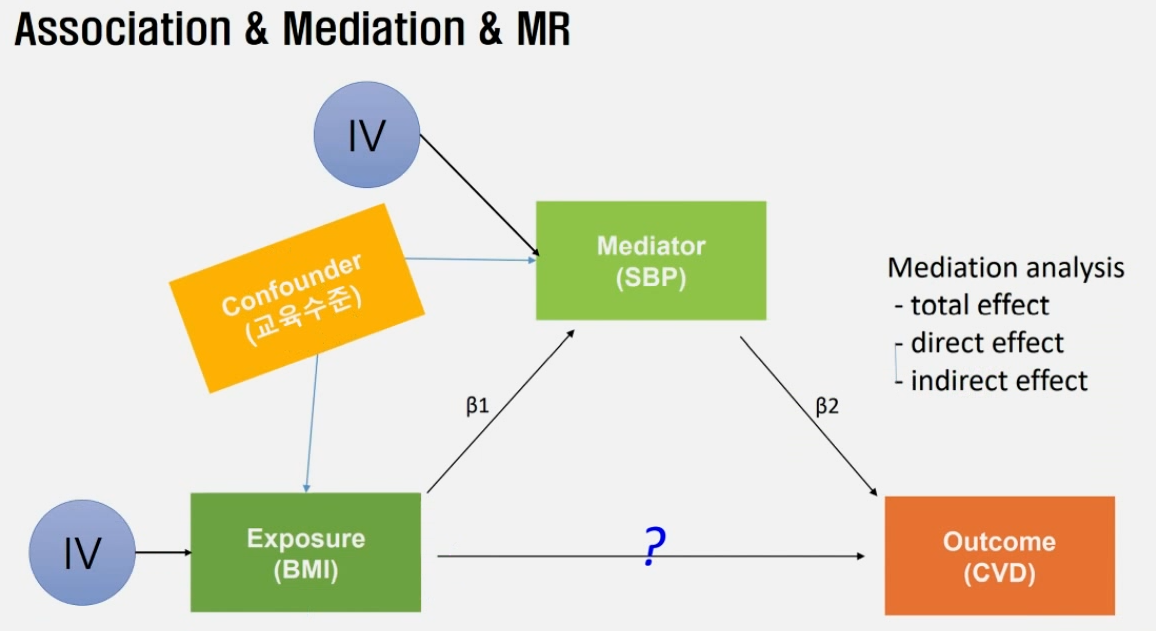 Association & Mediation & MR
IV
Confounder
(교육수준)
Mediator
(SBP)
Mediation analysis
- total effect
- direct effect
- indirect effect
β1
β2
IV
Exposure
(BMI)
?
Outcome
(CVD)